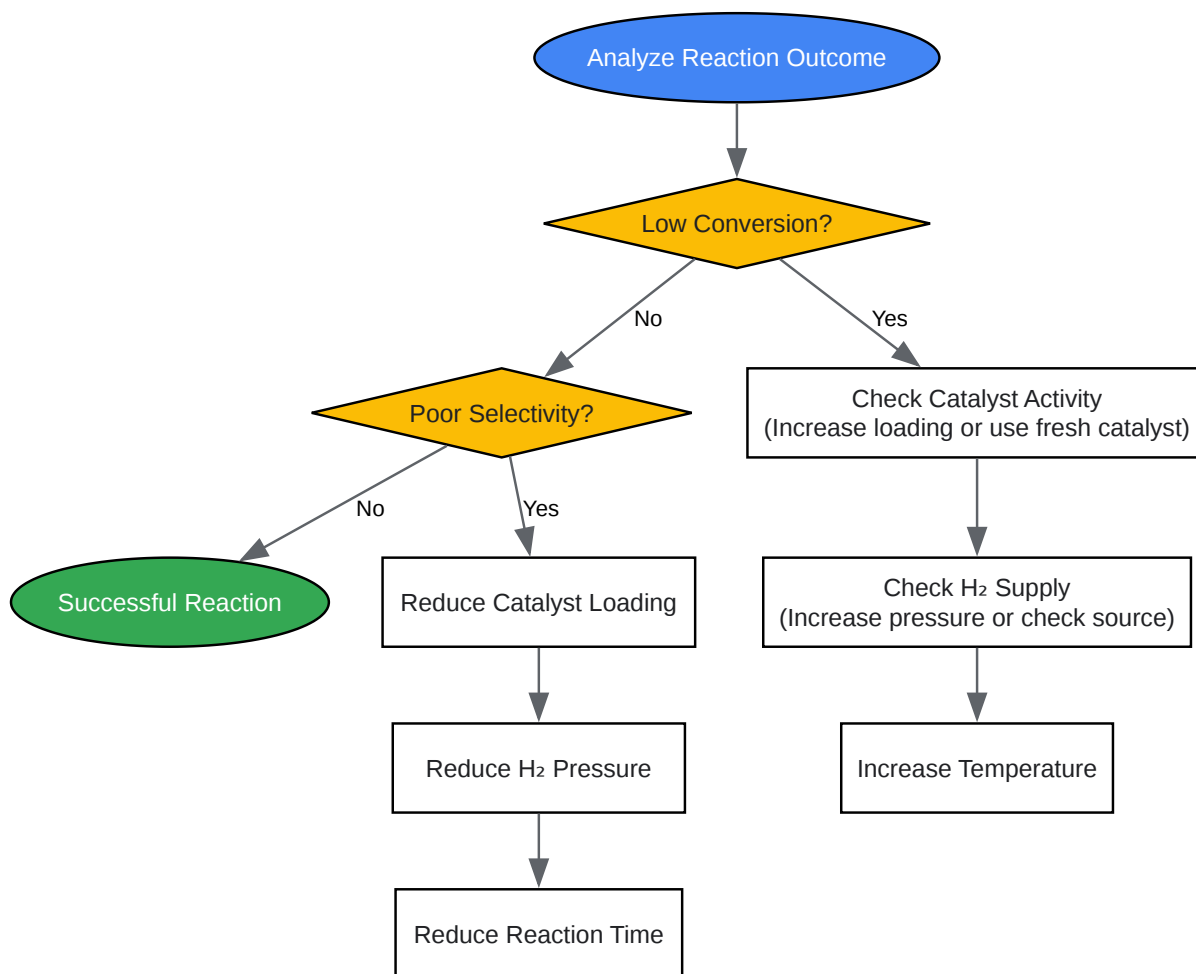 Analyze Reaction Outcome
Low Conversion?
No
Yes
Poor Selectivity?
Check Catalyst Activity
(Increase loading or use fresh catalyst)
No
Yes
Successful Reaction
Reduce Catalyst Loading
Check H₂ Supply
(Increase pressure or check source)
Reduce H₂ Pressure
Increase Temperature
Reduce Reaction Time